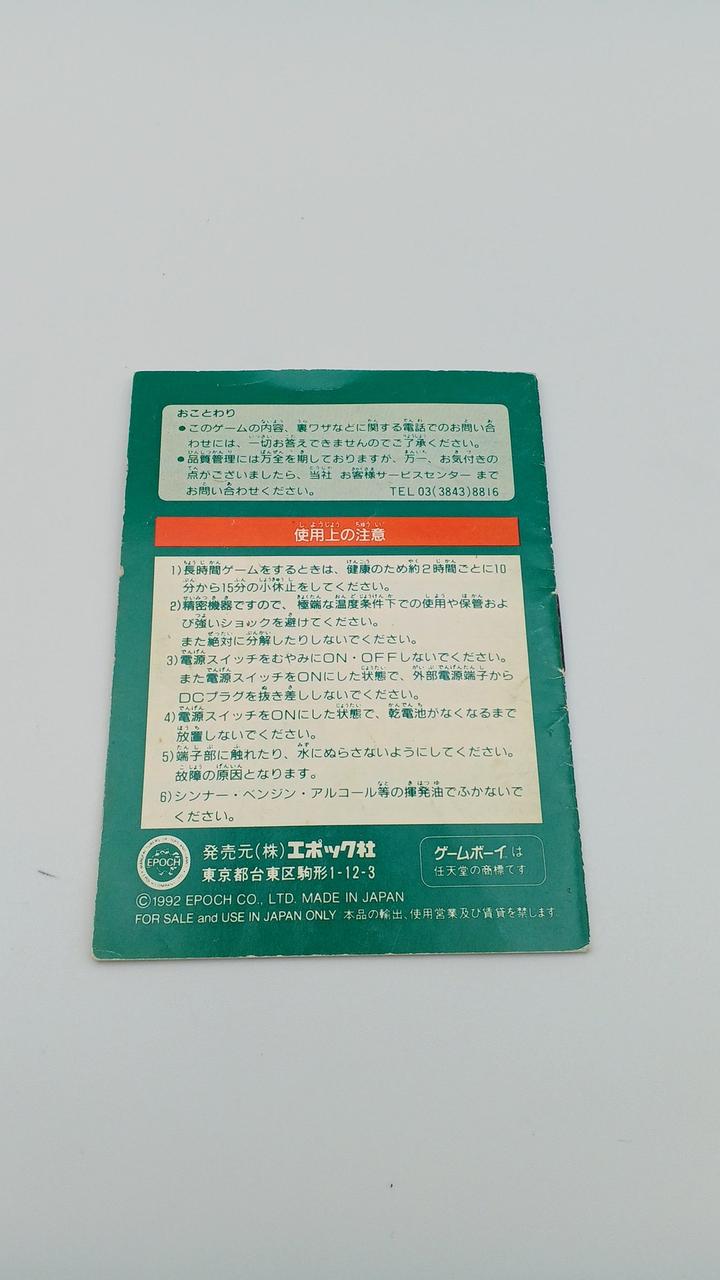 おことわり
●このゲームの内容、裏ワザなどに関する電話でのお問い合
わせには、一切お答えできませんのでご了承ください。
●品質管理には万全を期しておりますが、万一、お気付きの
点がございましたら、当社 お客様サービスセンター まで
お問い合わせください。 TEL 03(3843)8816
使用上の注意
1)長時間ゲームをするときは、健康のため約2時間ごとに10
分から15分の小休止をしてください。
2)精密機器ですので、極端な温度条件下での使用や保管およ
び強いショックを避けてください。
また絶対に分解したりしないでください。
3)電源スイッチをむやみにON・OFFしないでください。
また電源スイッチをONにした状態で、外部電源端子から
DCプラグを抜き差ししないでください。
4)電源スイッチをONにした状態で、乾電池がなくなるまで
放置しないでください。
5)端子部に触れたり、水にぬらさないようにしてください。
故障の原因となります。
6)シンナー・ベンジン・アルコール等の揮発油でふかないで
ください。
EPOCH
発売元(株)エポック社
東京都台東区駒形1-12-3
ゲームボーイは
任天堂の商標です
©1992 EPOCH CO., LTD. MADE IN JAPAN
FOR SALE and USE IN JAPAN ONLY 本品の輸出、使用営業及び賃貸を禁じます。